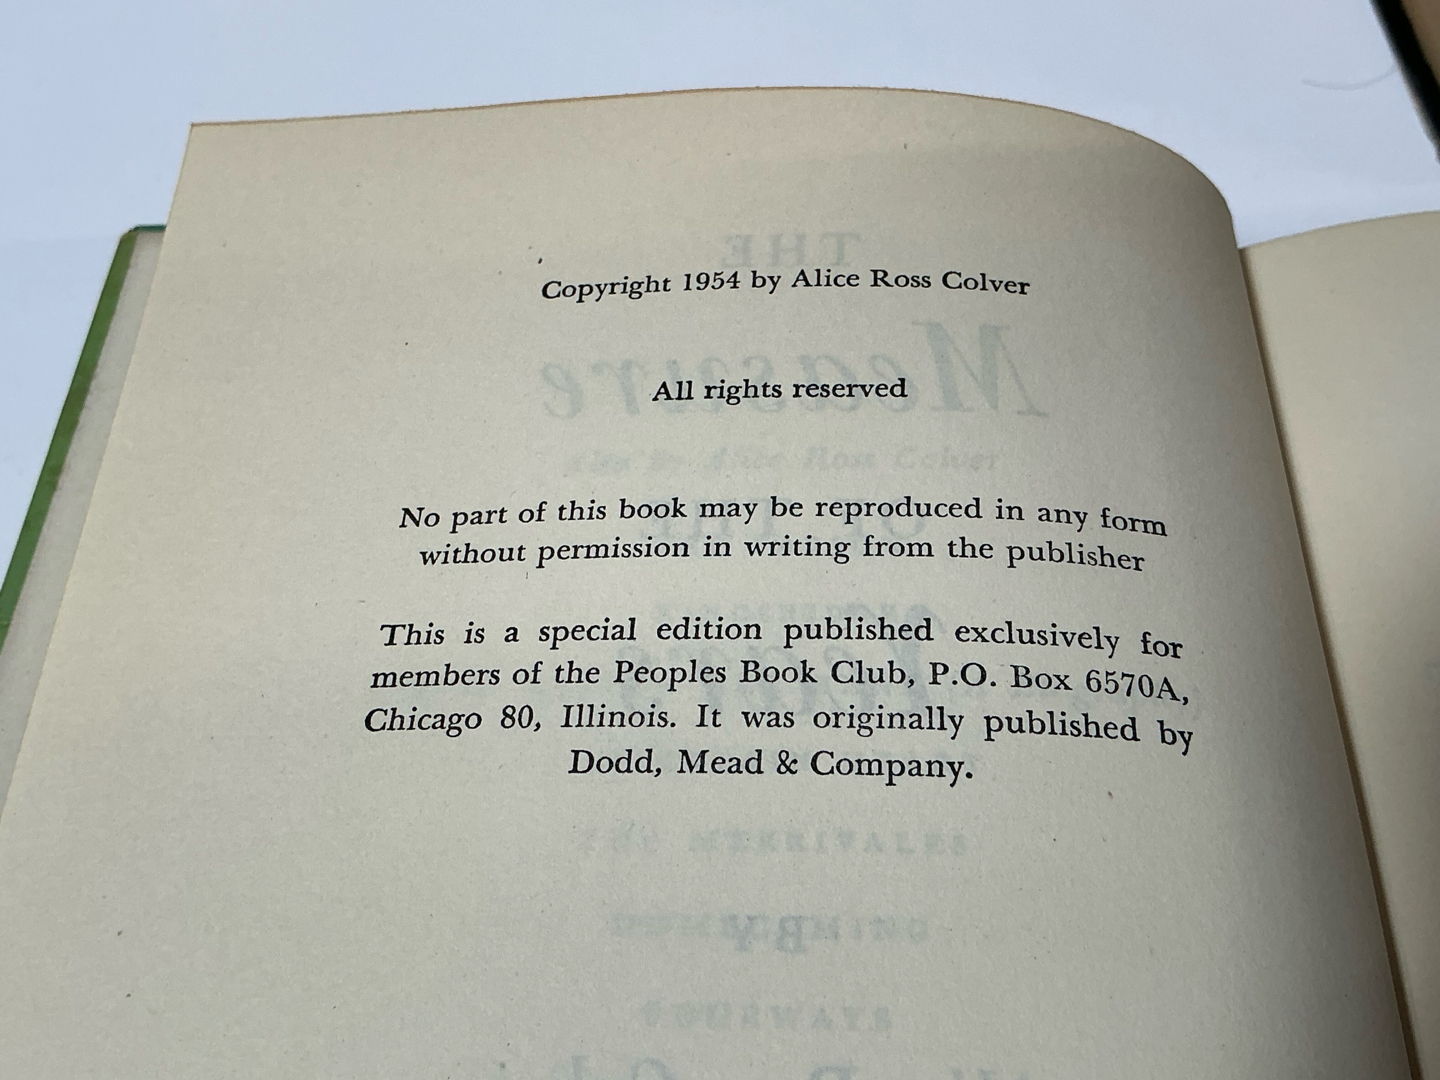 Copyright 1954 by Alice Ross Colver
All rights reserved
No part of this book may be reproduced in any form
without permission in writing from the publisher
This is a special edition published exclusively for
members of the Peoples Book Club, P.O. Box 6570A,
Chicago 80, Illinois. It was originally published by
Dodd, Mead & Company.